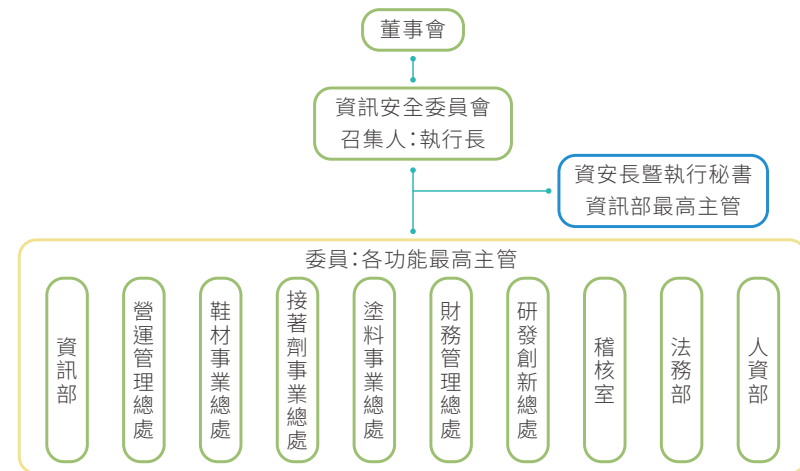 董事會
資訊安全委員會
召集人：執行長
資安長暨執行秘書
資訊部最高主管
委員：各功能最高主管
資訊部
營運管理總處
鞋材事業總處
接著劑事業總處
塗料事業總處
財務管理總處
研發創新總處
稽核室
法務部
人資部